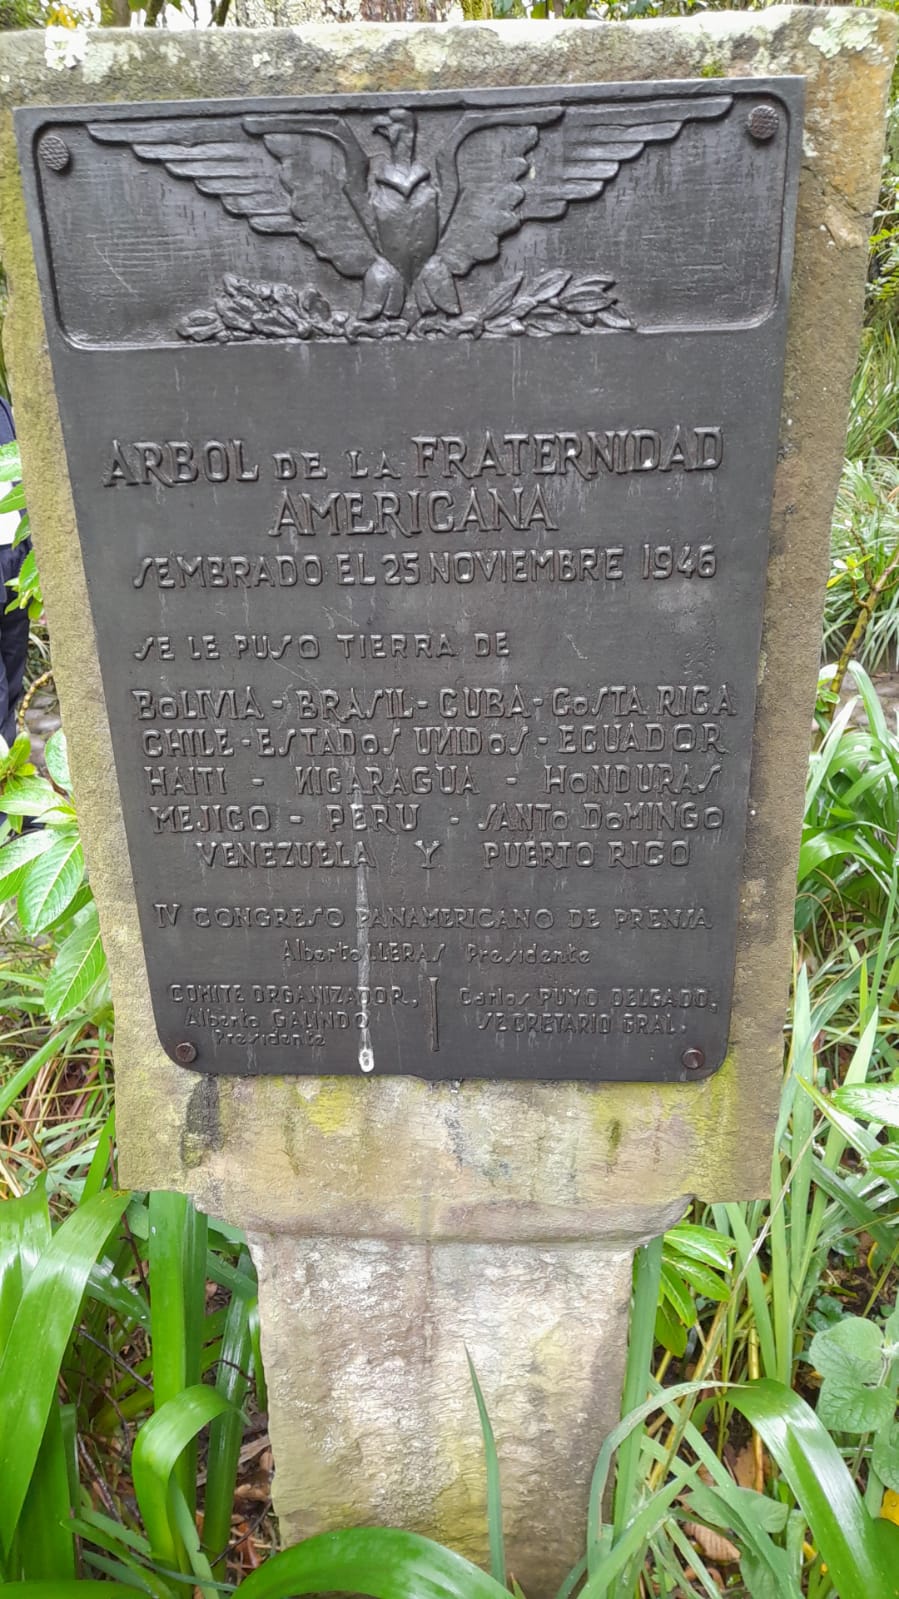 ARBOL DE LA FRATERNIDAD
AMERICANA
SEMBRADO EL 25 NOVIEMBRE 1946
SE LE PUSO TIERRA DE
BOLIVIA - BRASIL - CUBA - COSTA RICA
CHILE - ESTADOS UNIDOS - ECUADOR
HAITI - NICARAGUA - HONDURAS
MEJICO - PERU - SANTO DOMINGO
VENEZUELA Y PUERTO RICO
IV CONGRESO PANAMERICANO DE PRENSA
Alberto LLERAS Presidente
COMITE ORGANIZADOR,
Alberto GALINDO
Presidente
Carlos PUYO DELGADO,
SECRETARIO GRAL.